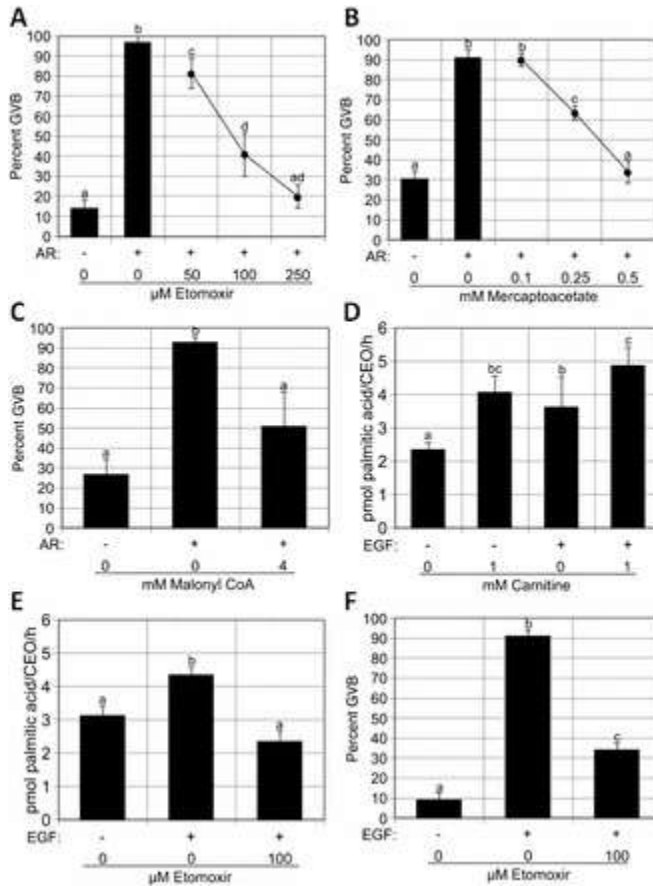 A
Percent GVB
100
90
80
70
60
50
40
30
20
10
0
a
b
c
d
ad
AR: - + + + +
0 0 50 100 250
µM Etomoxir
B
Percent GVB
100
90
80
70
60
50
40
30
20
10
0
a
b
b
c
a
AR: - + + + +
0 0 0.1 0.25 0.5
mM Mercaptoacetate
C
Percent GVB
100
90
80
70
60
50
40
30
20
10
0
a
b
a
AR: - + +
0 0 4
mM Malonyl CoA
D
pmol palmitic acid/CEO/h
6
5
4
3
2
1
0
a
bc
b
c
EGF: - - + +
0 1 0 1
mM Carnitine
E
pmol palmitic acid/CEO/h
6
5
4
3
2
1
0
a
b
a
EGF: - + +
0 0 100
µM Etomoxir
F
Percent GVB
100
90
80
70
60
50
40
30
20
10
0
a
b
c
EGF: - + +
0 0 100
µM Etomoxir